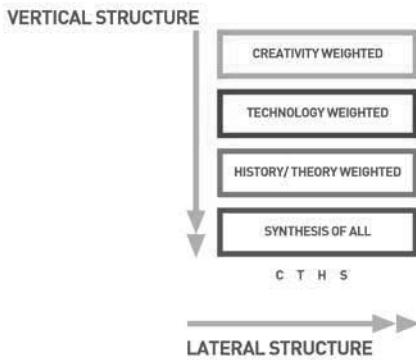 VERTICAL STRUCTURE
CREATIVITY WEIGHTED
TECHNOLOGY WEIGHTED
HISTORY/ THEORY WEIGHTED
SYNTHESIS OF ALL
C T H S
LATERAL STRUCTURE